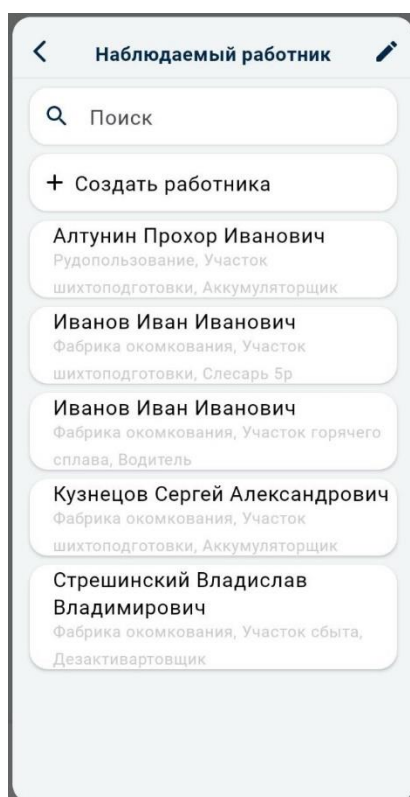 Наблюдаемый работник
Поиск
+ Создать работника
Алтунин Прохор Иванович
Рудопользование, Участок
шихтоподготовки, Аккумуляторщик
Иванов Иван Иванович
Фабрика окомкования, Участок
шихтоподготовки, Слесарь 5р
Иванов Иван Иванович
Фабрика окомкования, Участок горячего
сплава, Водитель
Кузнецов Сергей Александрович
Фабрика окомкования, Участок
шихтоподготовки, Аккумуляторщик
Стрешинский Владислав
Владимирович
Фабрика окомкования, Участок сбыта,
Дезактивартовщик